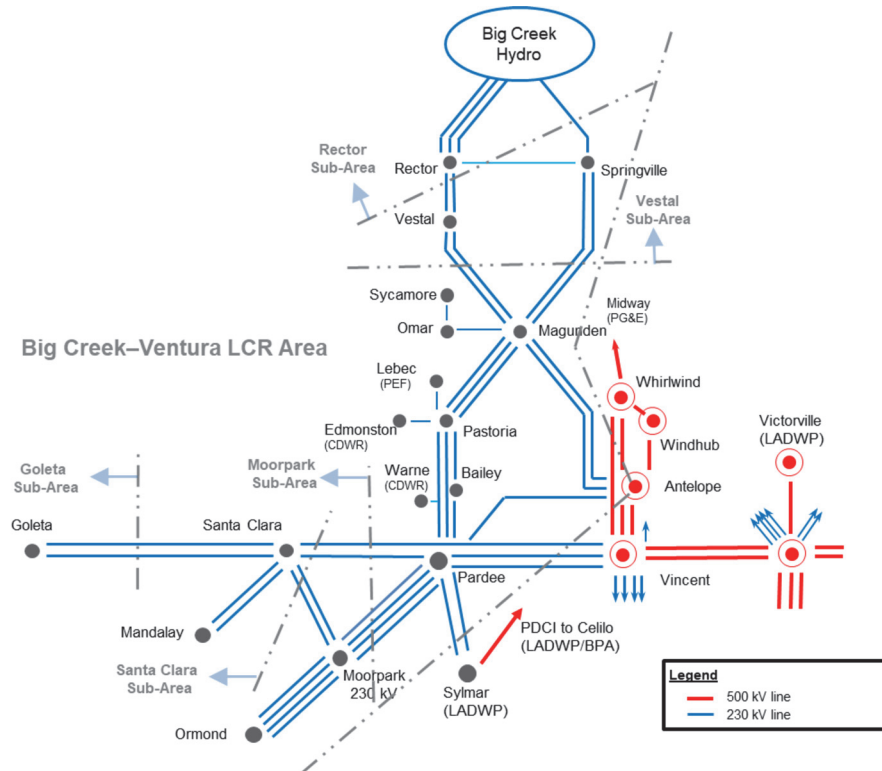 Big Creek
Hydro
Rector
Sub-Area
Rector
Springville
Vestal
Sub-Area
Vestal
Sycamore
Midway
(PG&E)
Omar
Magunden
Big Creek–Ventura LCR Area
Lebec
(PEF)
Whirlwind
Edmonston
(CDWR)
Pastoria
Windhub
Victorville
(LADWP)
Goleta
Sub-Area
Moorpark
Sub-Area
Warne
(CDWR)
Bailey
Antelope
Goleta
Santa Clara
Pardee
Vincent
Mandalay
PDCI to Celilo
(LADWP/BPA)
Santa Clara
Sub-Area
Moorpark
230 kV
Sylmar
(LADWP)
Ormond
Legend
500 kV line
230 kV line